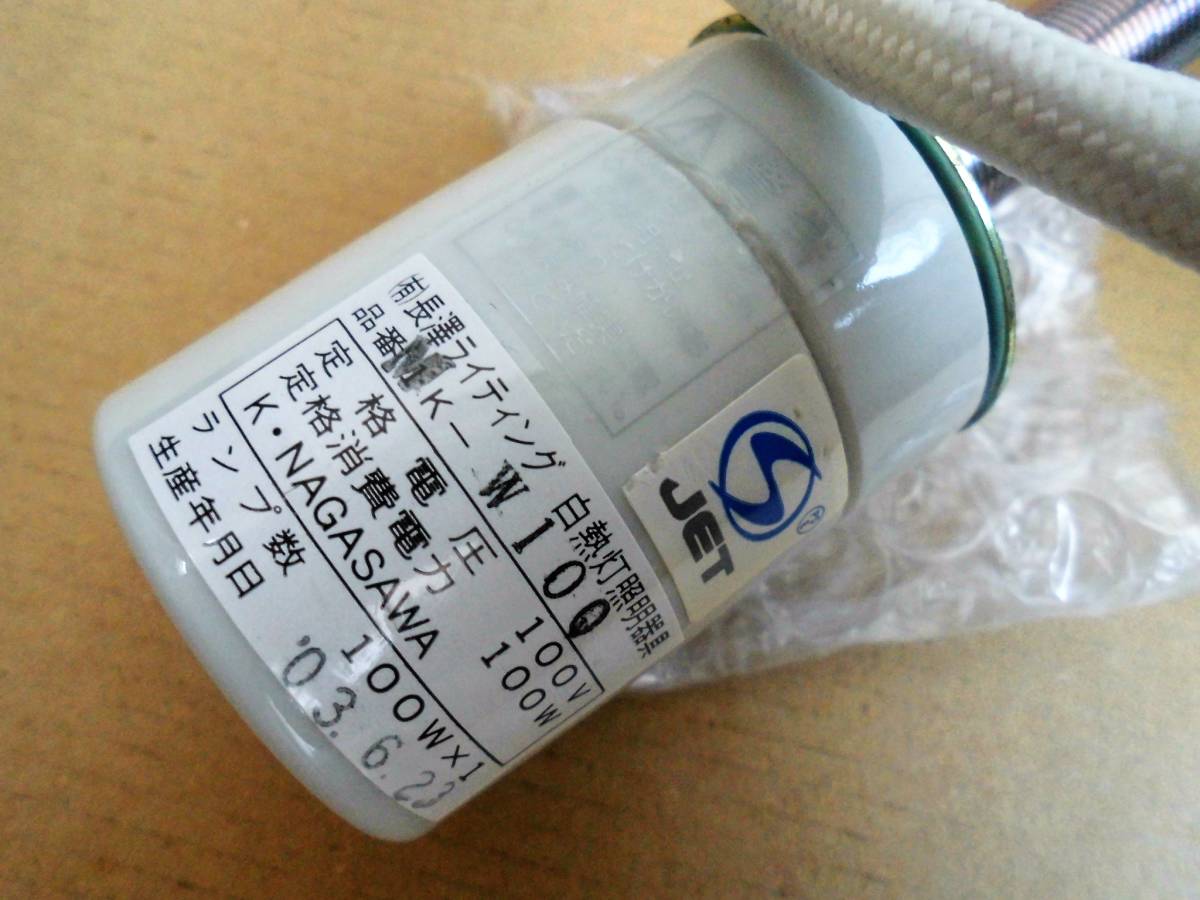 ㈲長澤ライティング 白熱灯照明器具
品番 K-W100
定格電圧 100V
定格消費電力 100W
K・NAGASAWA
ランプ数 100W×1
生産年月日 '03.6.23
S
JET